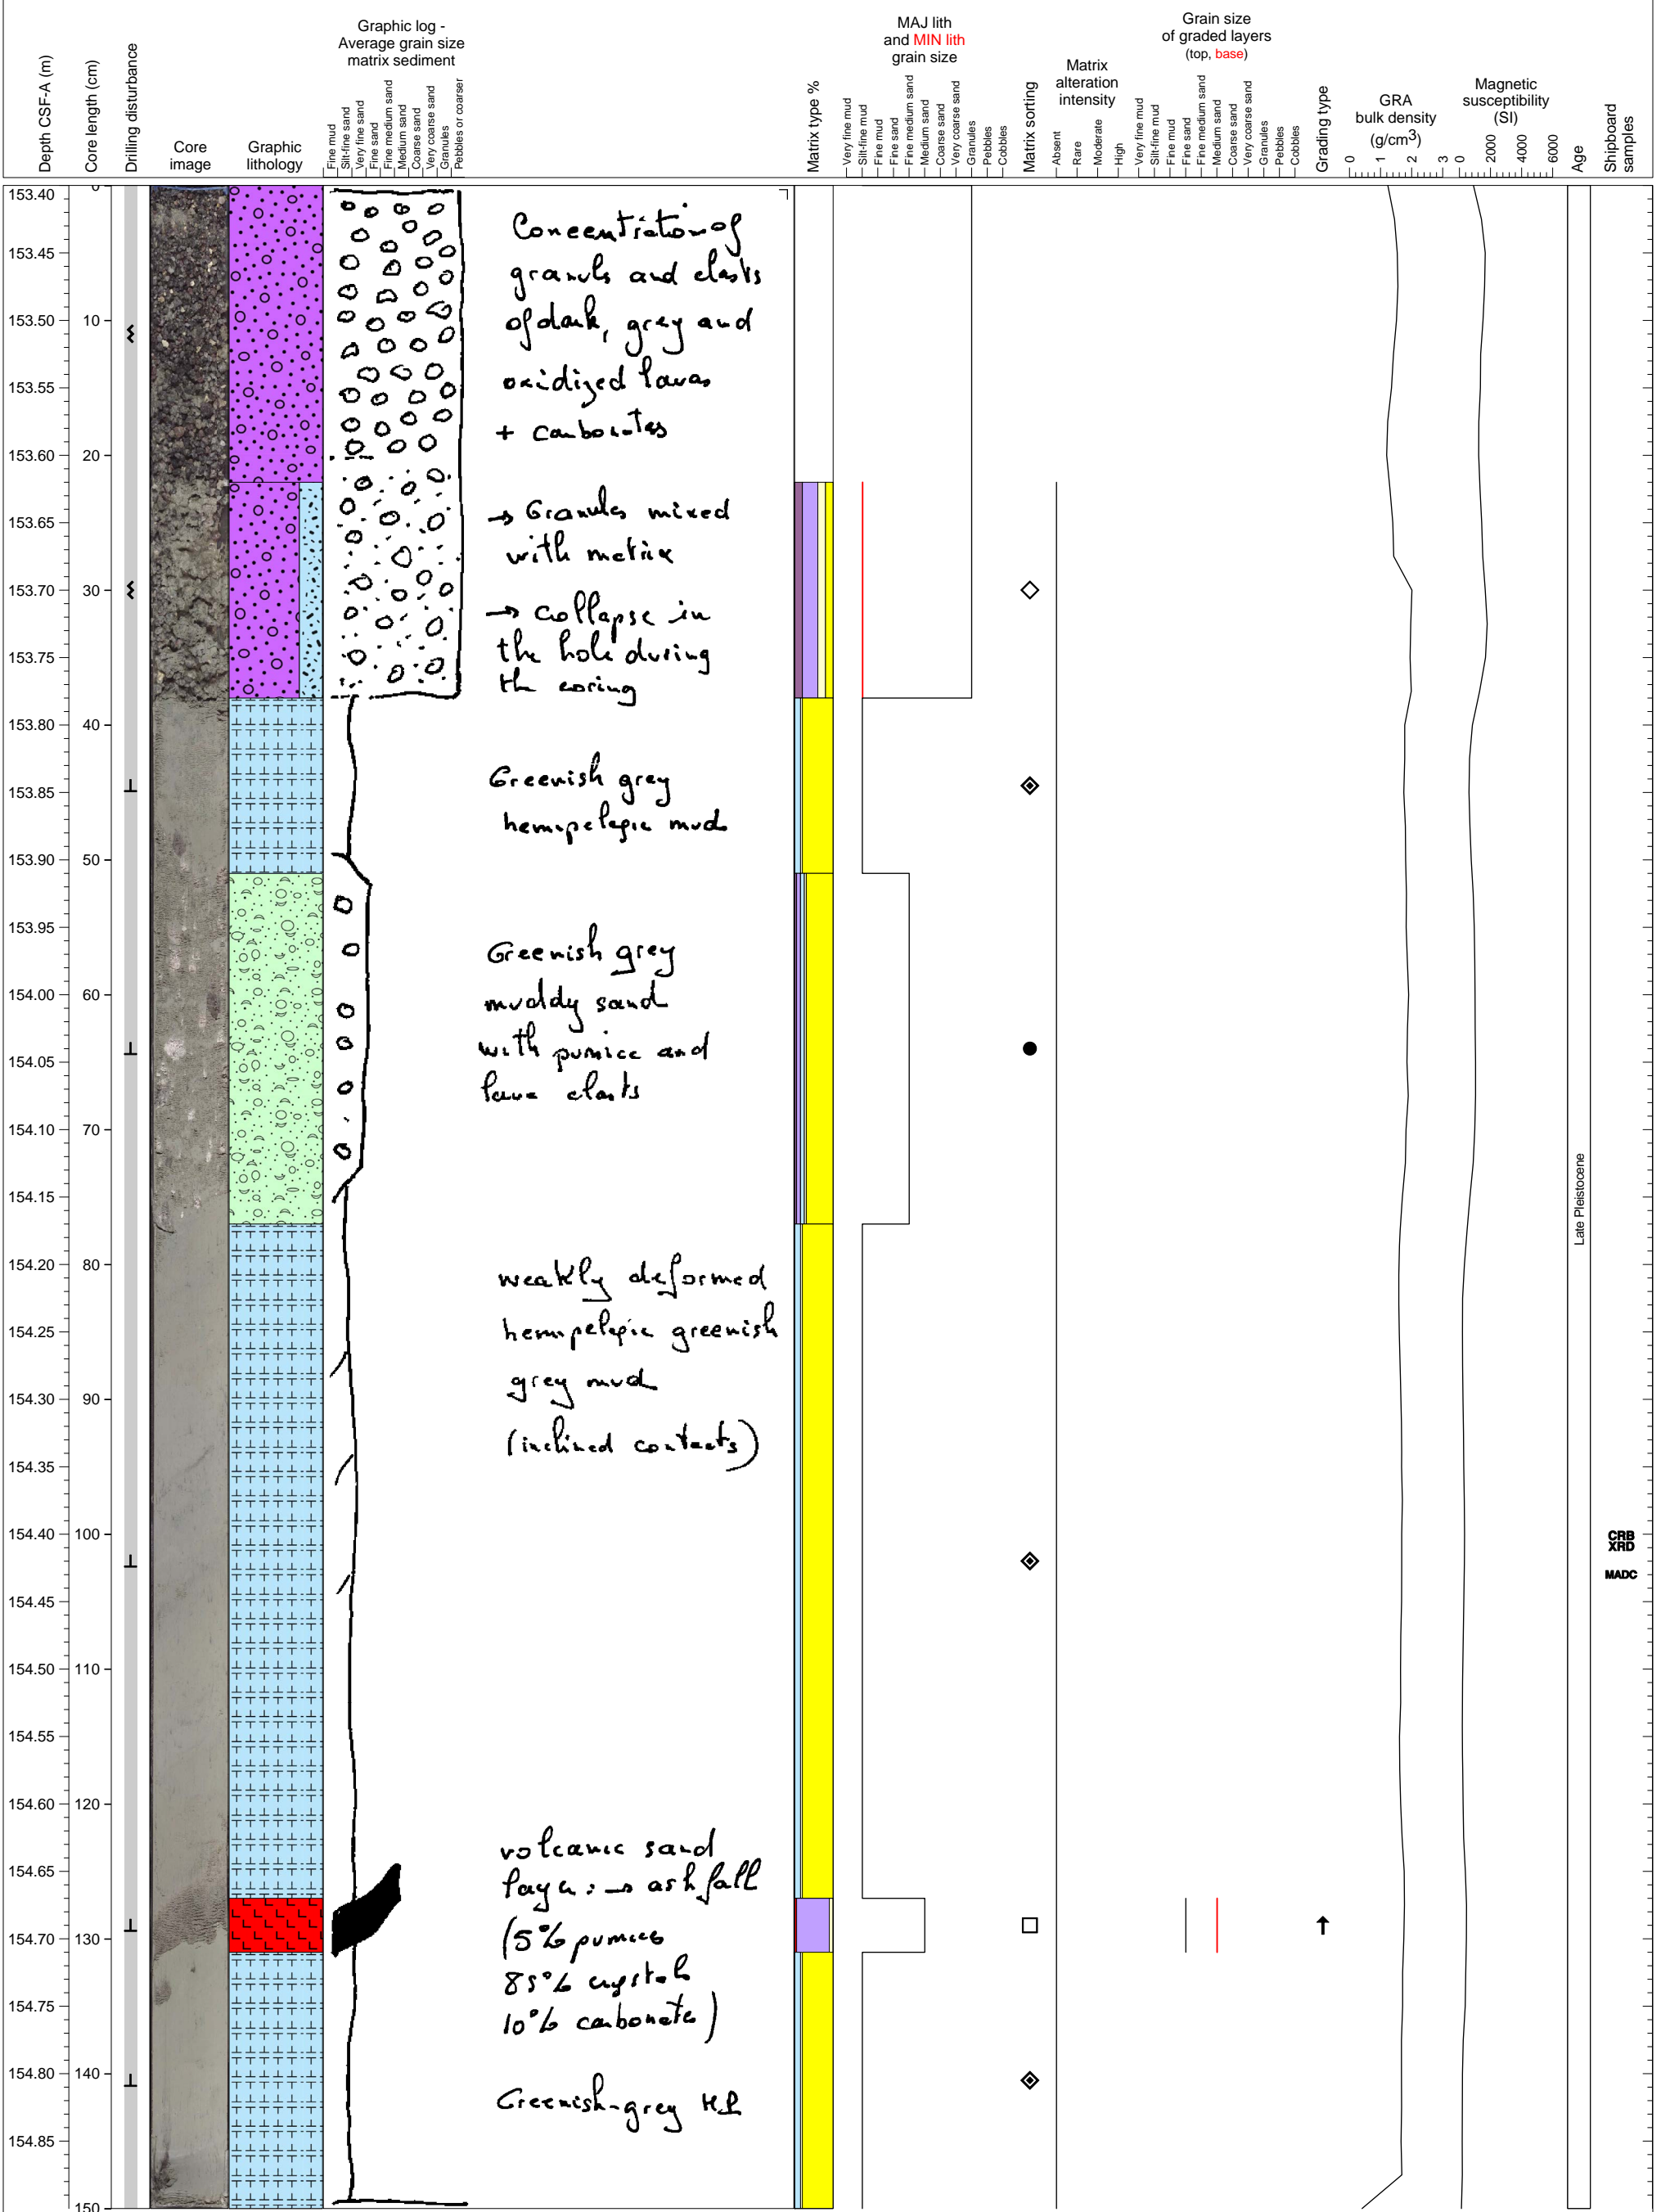 Depth CSF-A (m)
Core length (cm)
Drilling disturbance
Core
image
Graphic
lithology
Graphic log -
Average grain size
matrix sediment
Fine mud
Silt-fine sand
Very fine sand
Fine sand
Fine medium sand
Medium sand
Coarse sand
Very coarse sand
Granules
Pebbles or coarser
Matrix type %
MAJ lith
and MIN lith
grain size
Very fine mud
Silt-fine mud
Fine mud
Fine sand
Fine medium sand
Medium sand
Coarse sand
Very coarse sand
Granules
Pebbles
Cobbles
Matrix sorting
Matrix
alteration
intensity
Absent
Rare
Moderate
High
Grain size
of graded layers
(top, base)
Very fine mud
Silt-fine mud
Fine mud
Fine sand
Fine medium sand
Medium sand
Coarse sand
Very coarse sand
Granules
Pebbles
Cobbles
Grading type
GRA
bulk density
(g/cm3)
0 1 2 3
Magnetic
susceptibility
(SI)
0 2000 4000 6000
Age
Shipboard
samples
153.40 0
153.45
153.50 10
153.55
153.60 20
153.65
153.70 30
153.75
153.80 40
153.85
153.90 50
153.95
154.00 60
154.05
154.10 70
154.15
154.20 80
154.25
154.30 90
154.35
154.40 100
154.45
154.50 110
154.55
154.60 120
154.65
154.70 130
154.75
154.80 140
154.85
150
Concentration of
granuls and clasts
of dark, grey and
oxidized lavas
+ carbonates
→ Granules mixed
with matrix
→ collapse in
the hole during
the coring
Greenish grey
hemipelagic mud
Greenish grey
muddy sand
with pumice and
lava clasts
weakly deformed
hemipelagic greenish
grey mud
(inclined contacts)
volcanic sand
layer: → ash fall
(5% pumices
85% crystals
10% carbonates)
Greenish-grey HP
Late Pleistocene
CRB
XRD
MADC